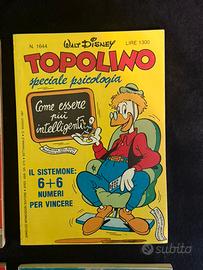 N. 1644
WALT DISNEY
LIRE 1300
TOPOLINO
speciale psicologia
Come essere
più
intelligenti
IL SISTEMONE:
6+6
NUMERI
PER VINCERE
subito